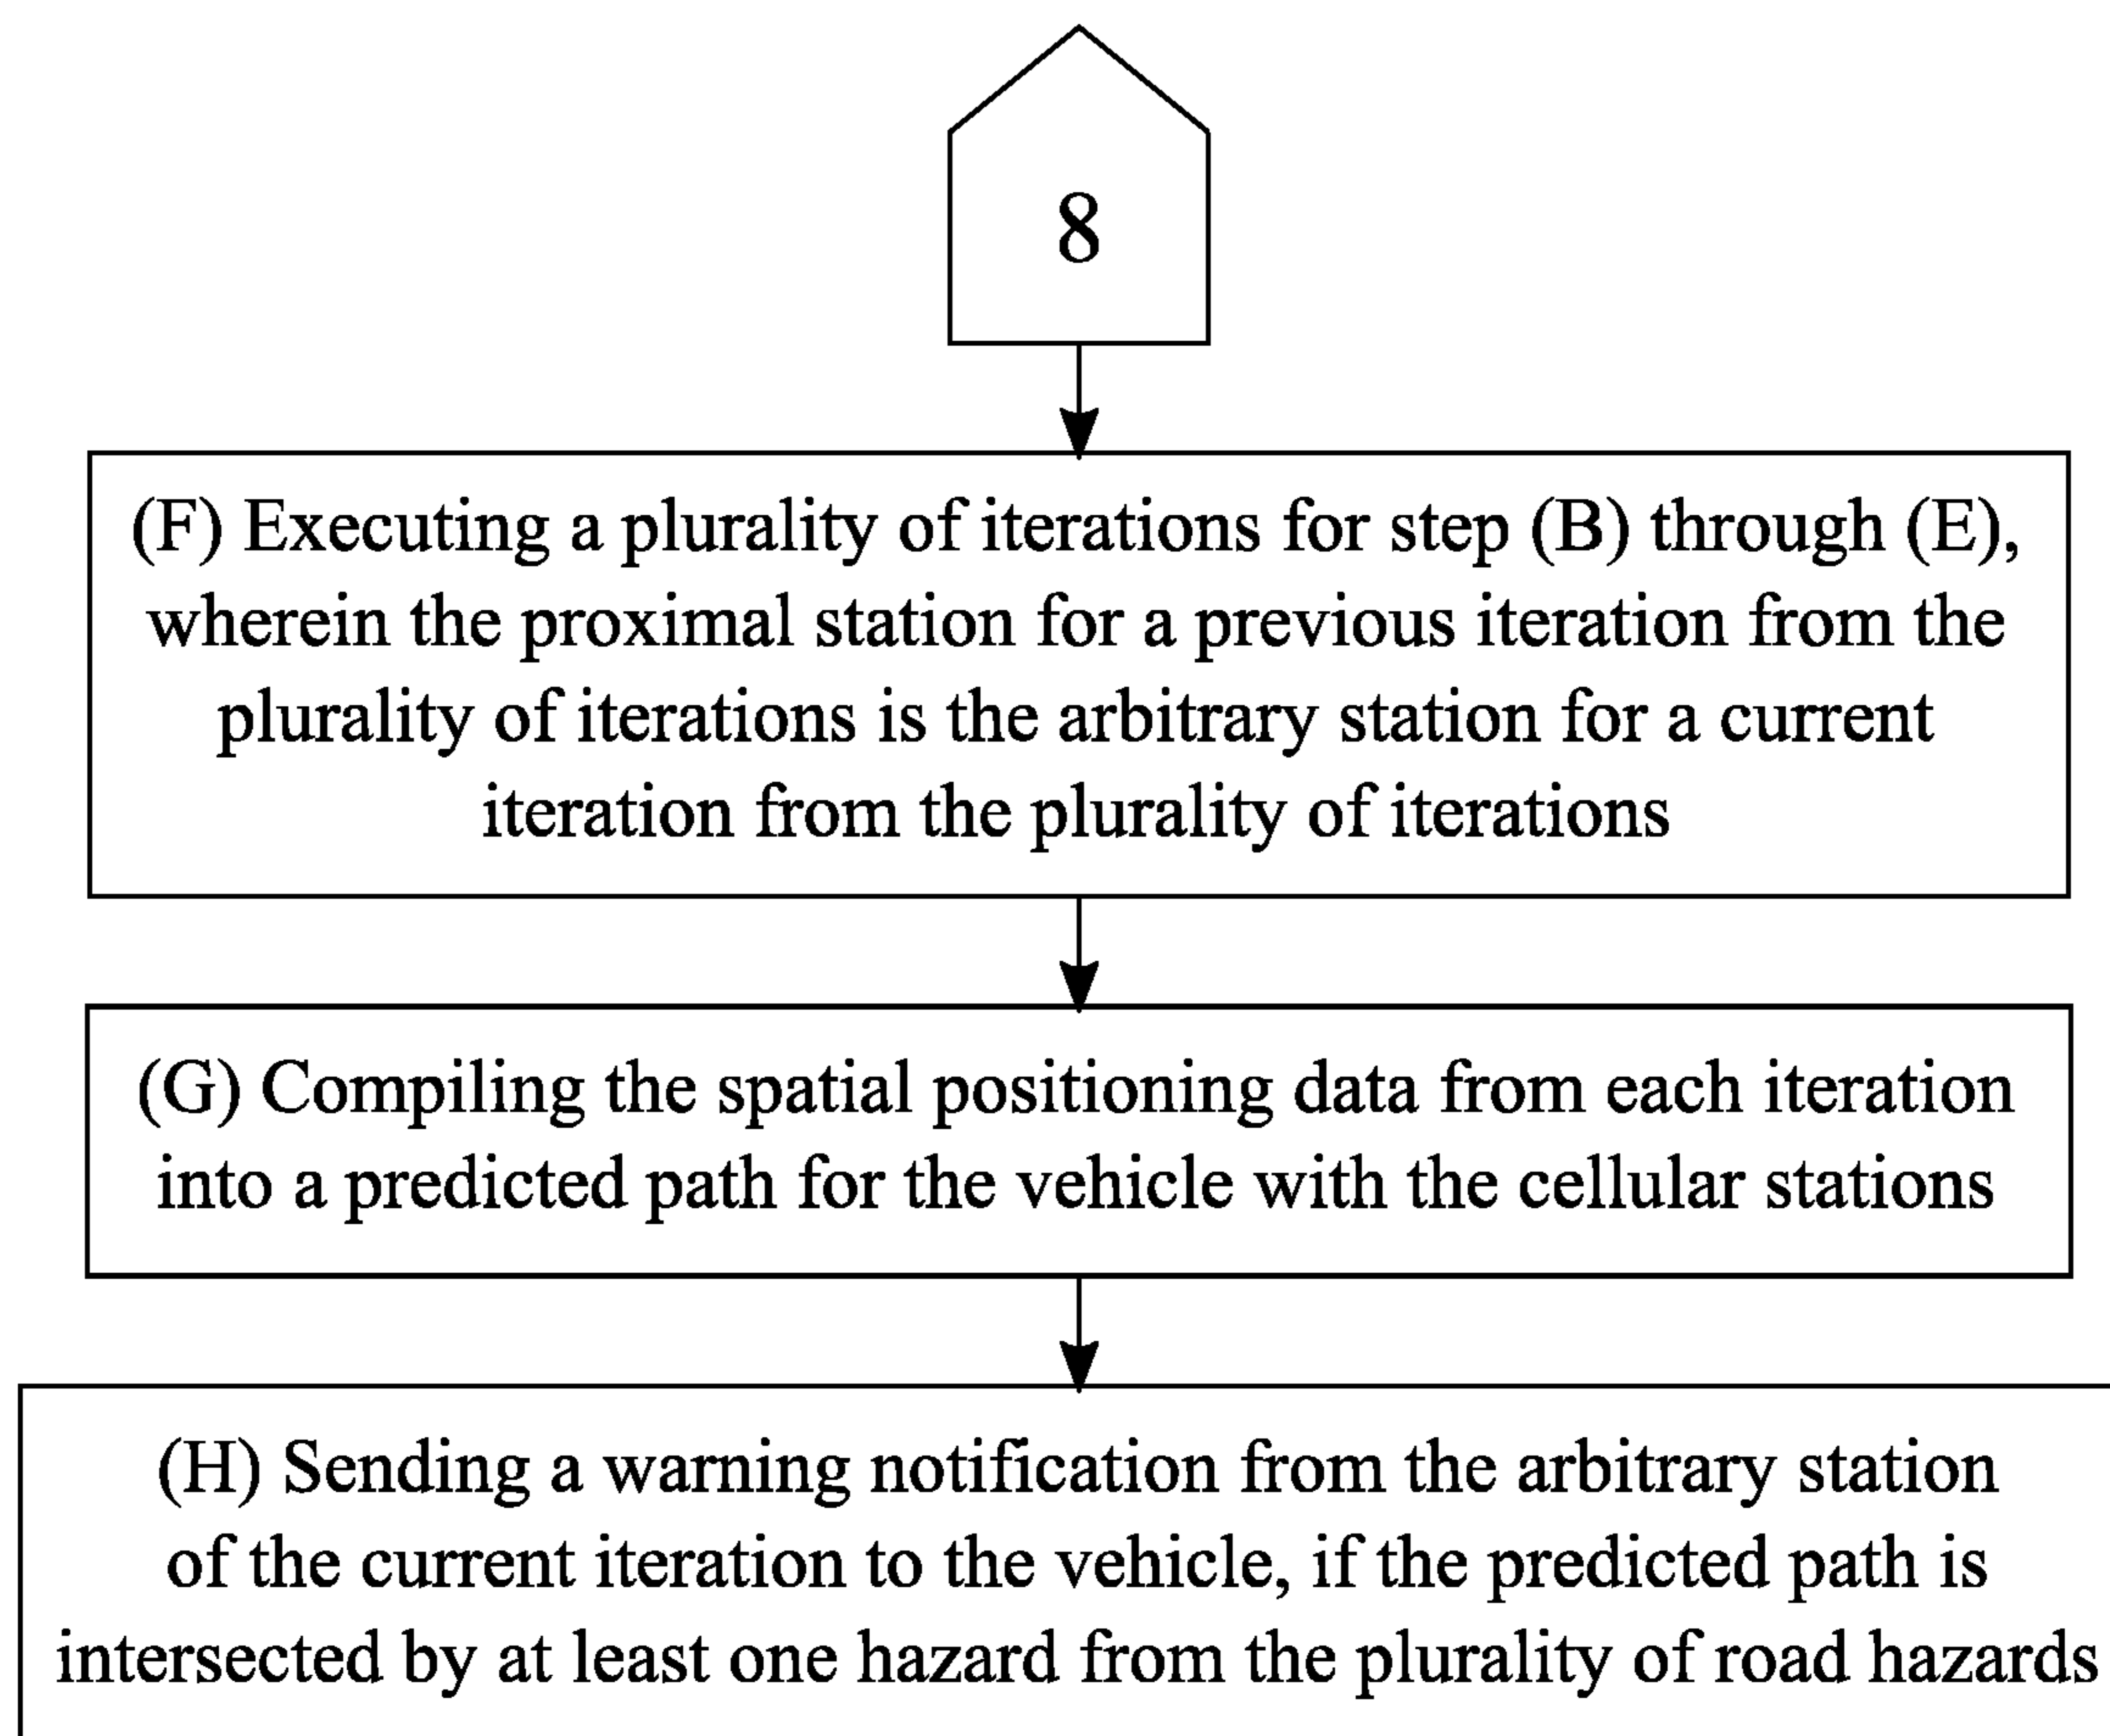 8
(F) Executing a plurality of iterations for step (B) through (E),
wherein the proximal station for a previous iteration from the
plurality of iterations is the arbitrary station for a current
iteration from the plurality of iterations
(G) Compiling the spatial positioning data from each iteration
into a predicted path for the vehicle with the cellular stations
(H) Sending a warning notification from the arbitrary station
of the current iteration to the vehicle, if the predicted path is
intersected by at least one hazard from the plurality of road hazards